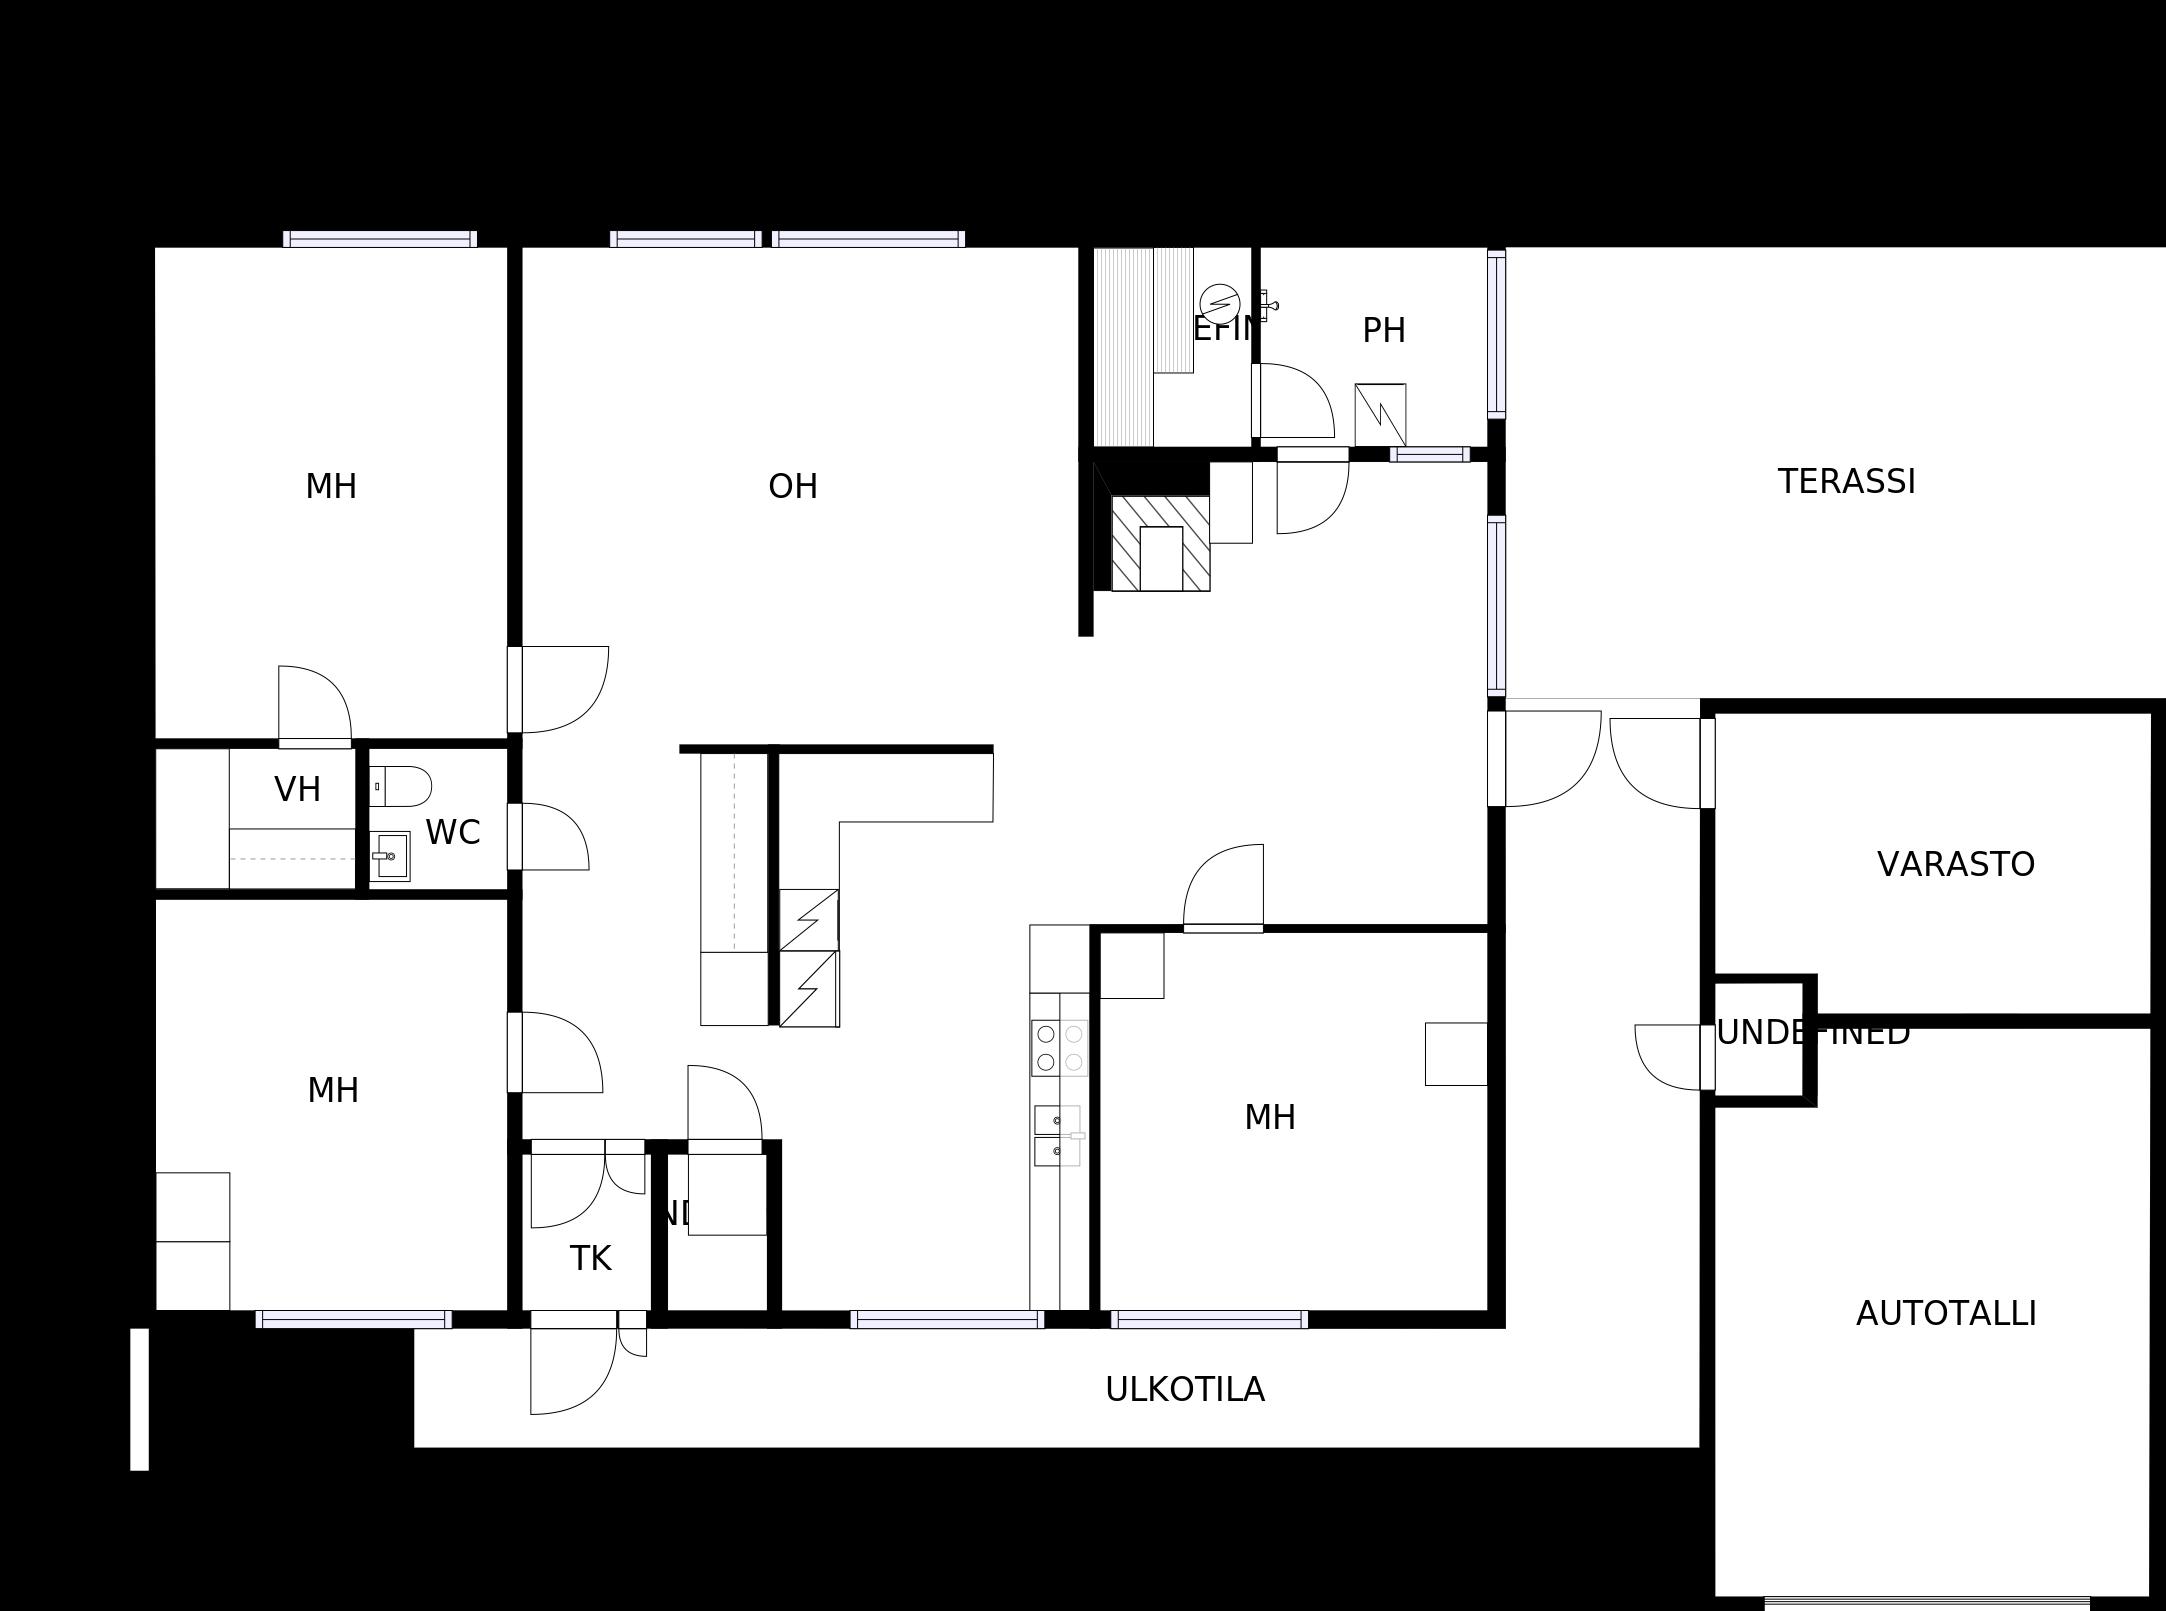 EFIN
PH
MH
OH
TERASSI
VH
WC
VARASTO
UNDEFINED
MH
MH
ND
TK
AUTOTALLI
ULKOTILA